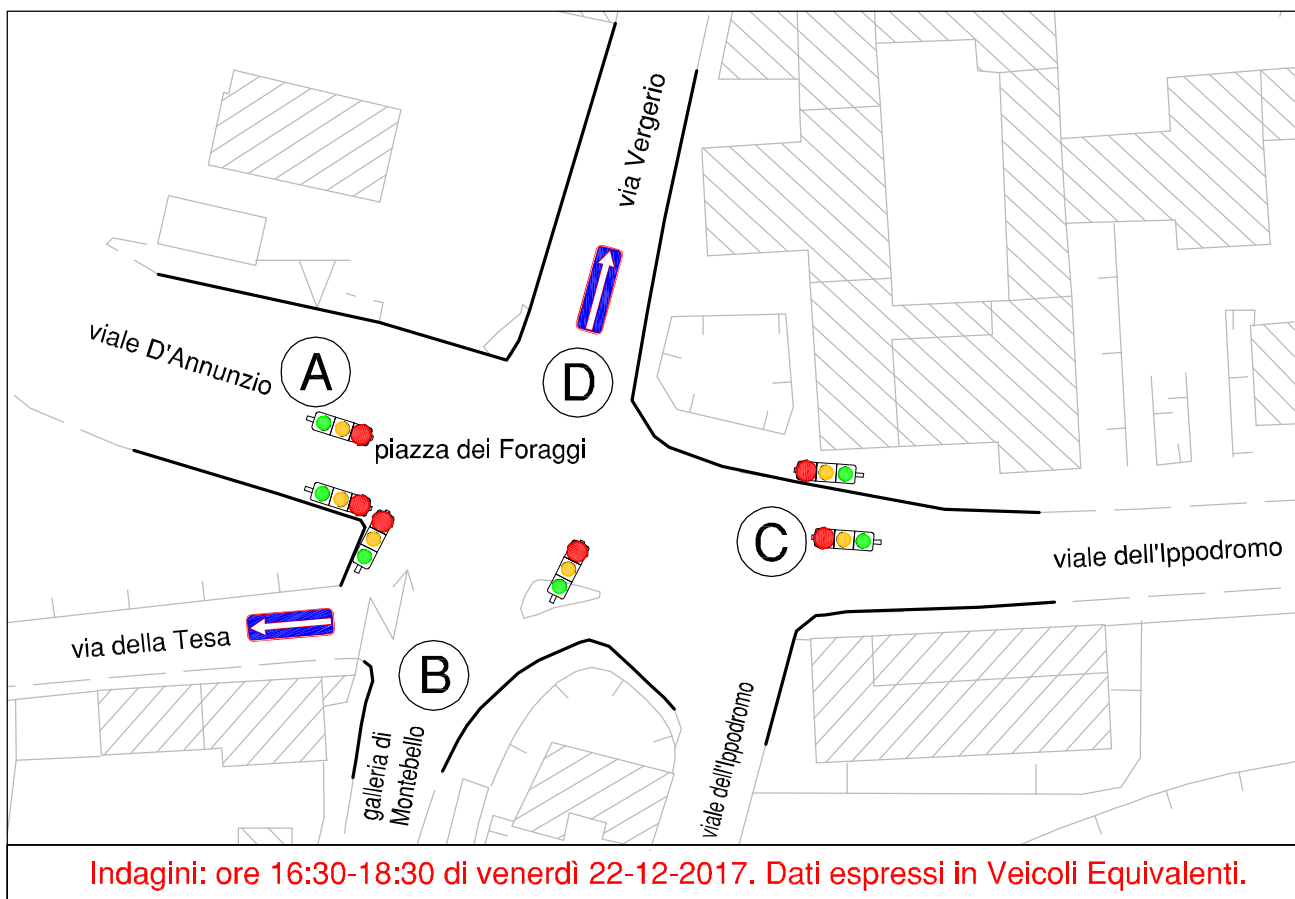 via Vergerio
viale D'Annunzio
A
D
piazza dei Foraggi
C
viale dell'Ippodromo
via della Tesa
B
galleria di
Montebello
viale dell'Ippodromo
Indagini: ore 16:30-18:30 di venerdì 22-12-2017. Dati espressi in Veicoli Equivalenti.